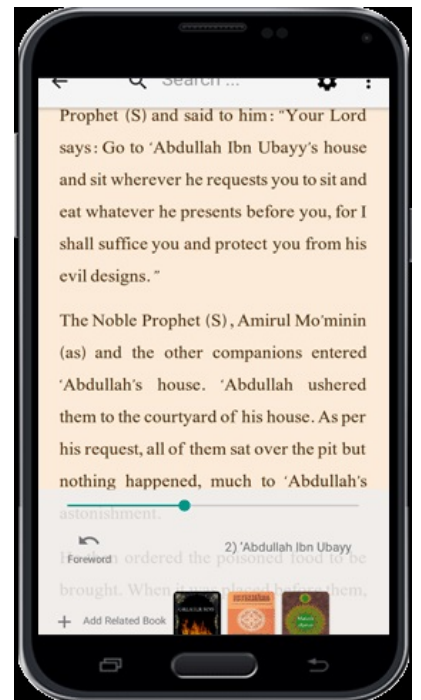 Search ...
Prophet (S) and said to him: “Your Lord
says: Go to ‘Abdullah Ibn Ubayy’s house
and sit wherever he requests you to sit and
eat whatever he presents before you, for I
shall suffice you and protect you from his
evil designs.”
The Noble Prophet (S), Amirul Mo’minin
(as) and the other companions entered
‘Abdullah’s house. ‘Abdullah ushered
them to the courtyard of his house. As per
his request, all of them sat over the pit but
nothing happened, much to ‘Abdullah’s
astonishment.
Foreword
2) ‘Abdullah Ibn Ubayy
He then ordered the poisoned food to be
brought. When it was placed before them,
Add Related Book